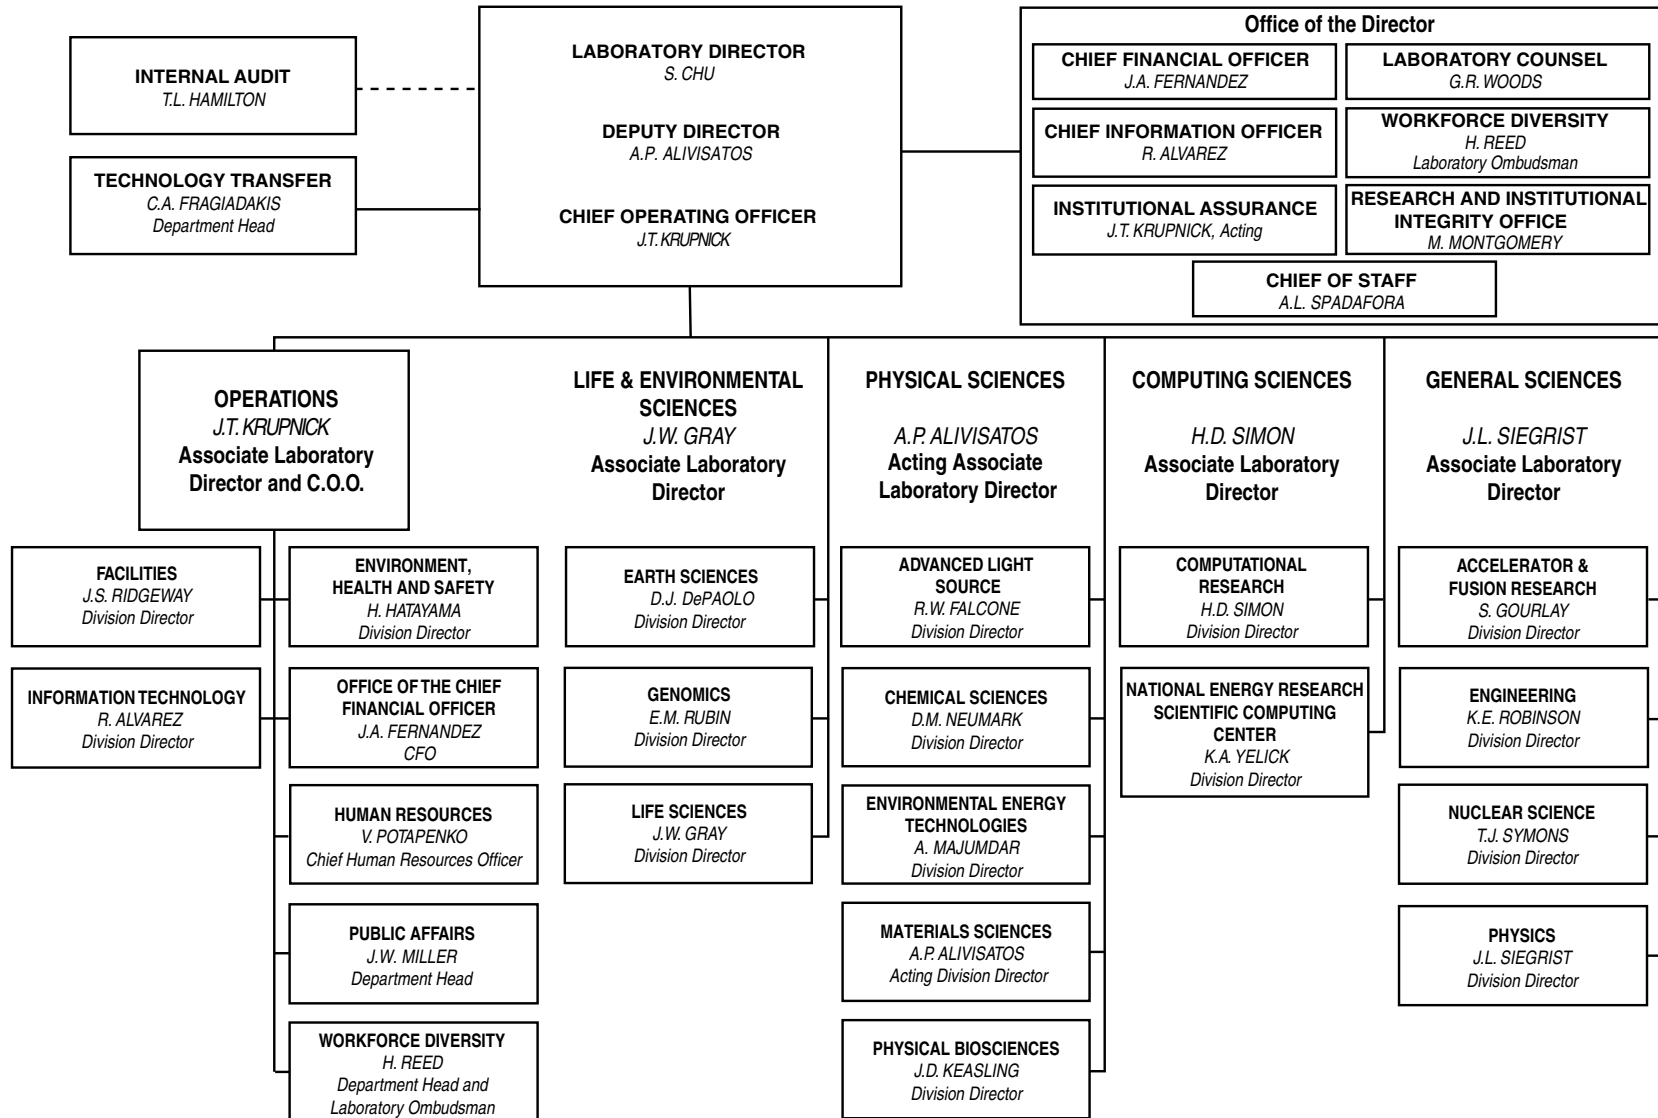 INTERNAL AUDIT
T.L. HAMILTON
TECHNOLOGY TRANSFER
C.A. FRAGIADAKIS
Department Head
LABORATORY DIRECTOR
S. CHU
DEPUTY DIRECTOR
A.P. ALIVISATOS
CHIEF OPERATING OFFICER
J.T. KRUPNICK
Office of the Director
CHIEF FINANCIAL OFFICER
J.A. FERNANDEZ
LABORATORY COUNSEL
G.R. WOODS
CHIEF INFORMATION OFFICER
R. ALVAREZ
WORKFORCE DIVERSITY
H. REED
Laboratory Ombudsman
INSTITUTIONAL ASSURANCE
J.T. KRUPNICK, Acting
RESEARCH AND INSTITUTIONAL
INTEGRITY OFFICE
M. MONTGOMERY
CHIEF OF STAFF
A.L. SPADAFORA
OPERATIONS
J.T. KRUPNICK
Associate Laboratory
Director and C.O.O.
FACILITIES
J.S. RIDGEWAY
Division Director
INFORMATION TECHNOLOGY
R. ALVAREZ
Division Director
ENVIRONMENT,
HEALTH AND SAFETY
H. HATAYAMA
Division Director
OFFICE OF THE CHIEF
FINANCIAL OFFICER
J.A. FERNANDEZ
CFO
HUMAN RESOURCES
V. POTAPENKO
Chief Human Resources Officer
PUBLIC AFFAIRS
J.W. MILLER
Department Head
WORKFORCE DIVERSITY
H. REED
Department Head and
Laboratory Ombudsman
LIFE & ENVIRONMENTAL
SCIENCES
J.W. GRAY
Associate Laboratory
Director
EARTH SCIENCES
D.J. DePAOLO
Division Director
GENOMICS
E.M. RUBIN
Division Director
LIFE SCIENCES
J.W. GRAY
Division Director
PHYSICAL SCIENCES
A.P. ALIVISATOS
Acting Associate
Laboratory Director
ADVANCED LIGHT
SOURCE
R.W. FALCONE
Division Director
CHEMICAL SCIENCES
D.M. NEUMARK
Division Director
ENVIRONMENTAL ENERGY
TECHNOLOGIES
A. MAJUMDAR
Division Director
MATERIALS SCIENCES
A.P. ALIVISATOS
Acting Division Director
PHYSICAL BIOSCIENCES
J.D. KEASLING
Division Director
COMPUTING SCIENCES
H.D. SIMON
Associate Laboratory
Director
COMPUTATIONAL
RESEARCH
H.D. SIMON
Division Director
NATIONAL ENERGY RESEARCH
SCIENTIFIC COMPUTING
CENTER
K.A. YELICK
Division Director
GENERAL SCIENCES
J.L. SIEGRIST
Associate Laboratory
Director
ACCELERATOR &
FUSION RESEARCH
S. GOURLAY
Division Director
ENGINEERING
K.E. ROBINSON
Division Director
NUCLEAR SCIENCE
T.J. SYMONS
Division Director
PHYSICS
J.L. SIEGRIST
Division Director